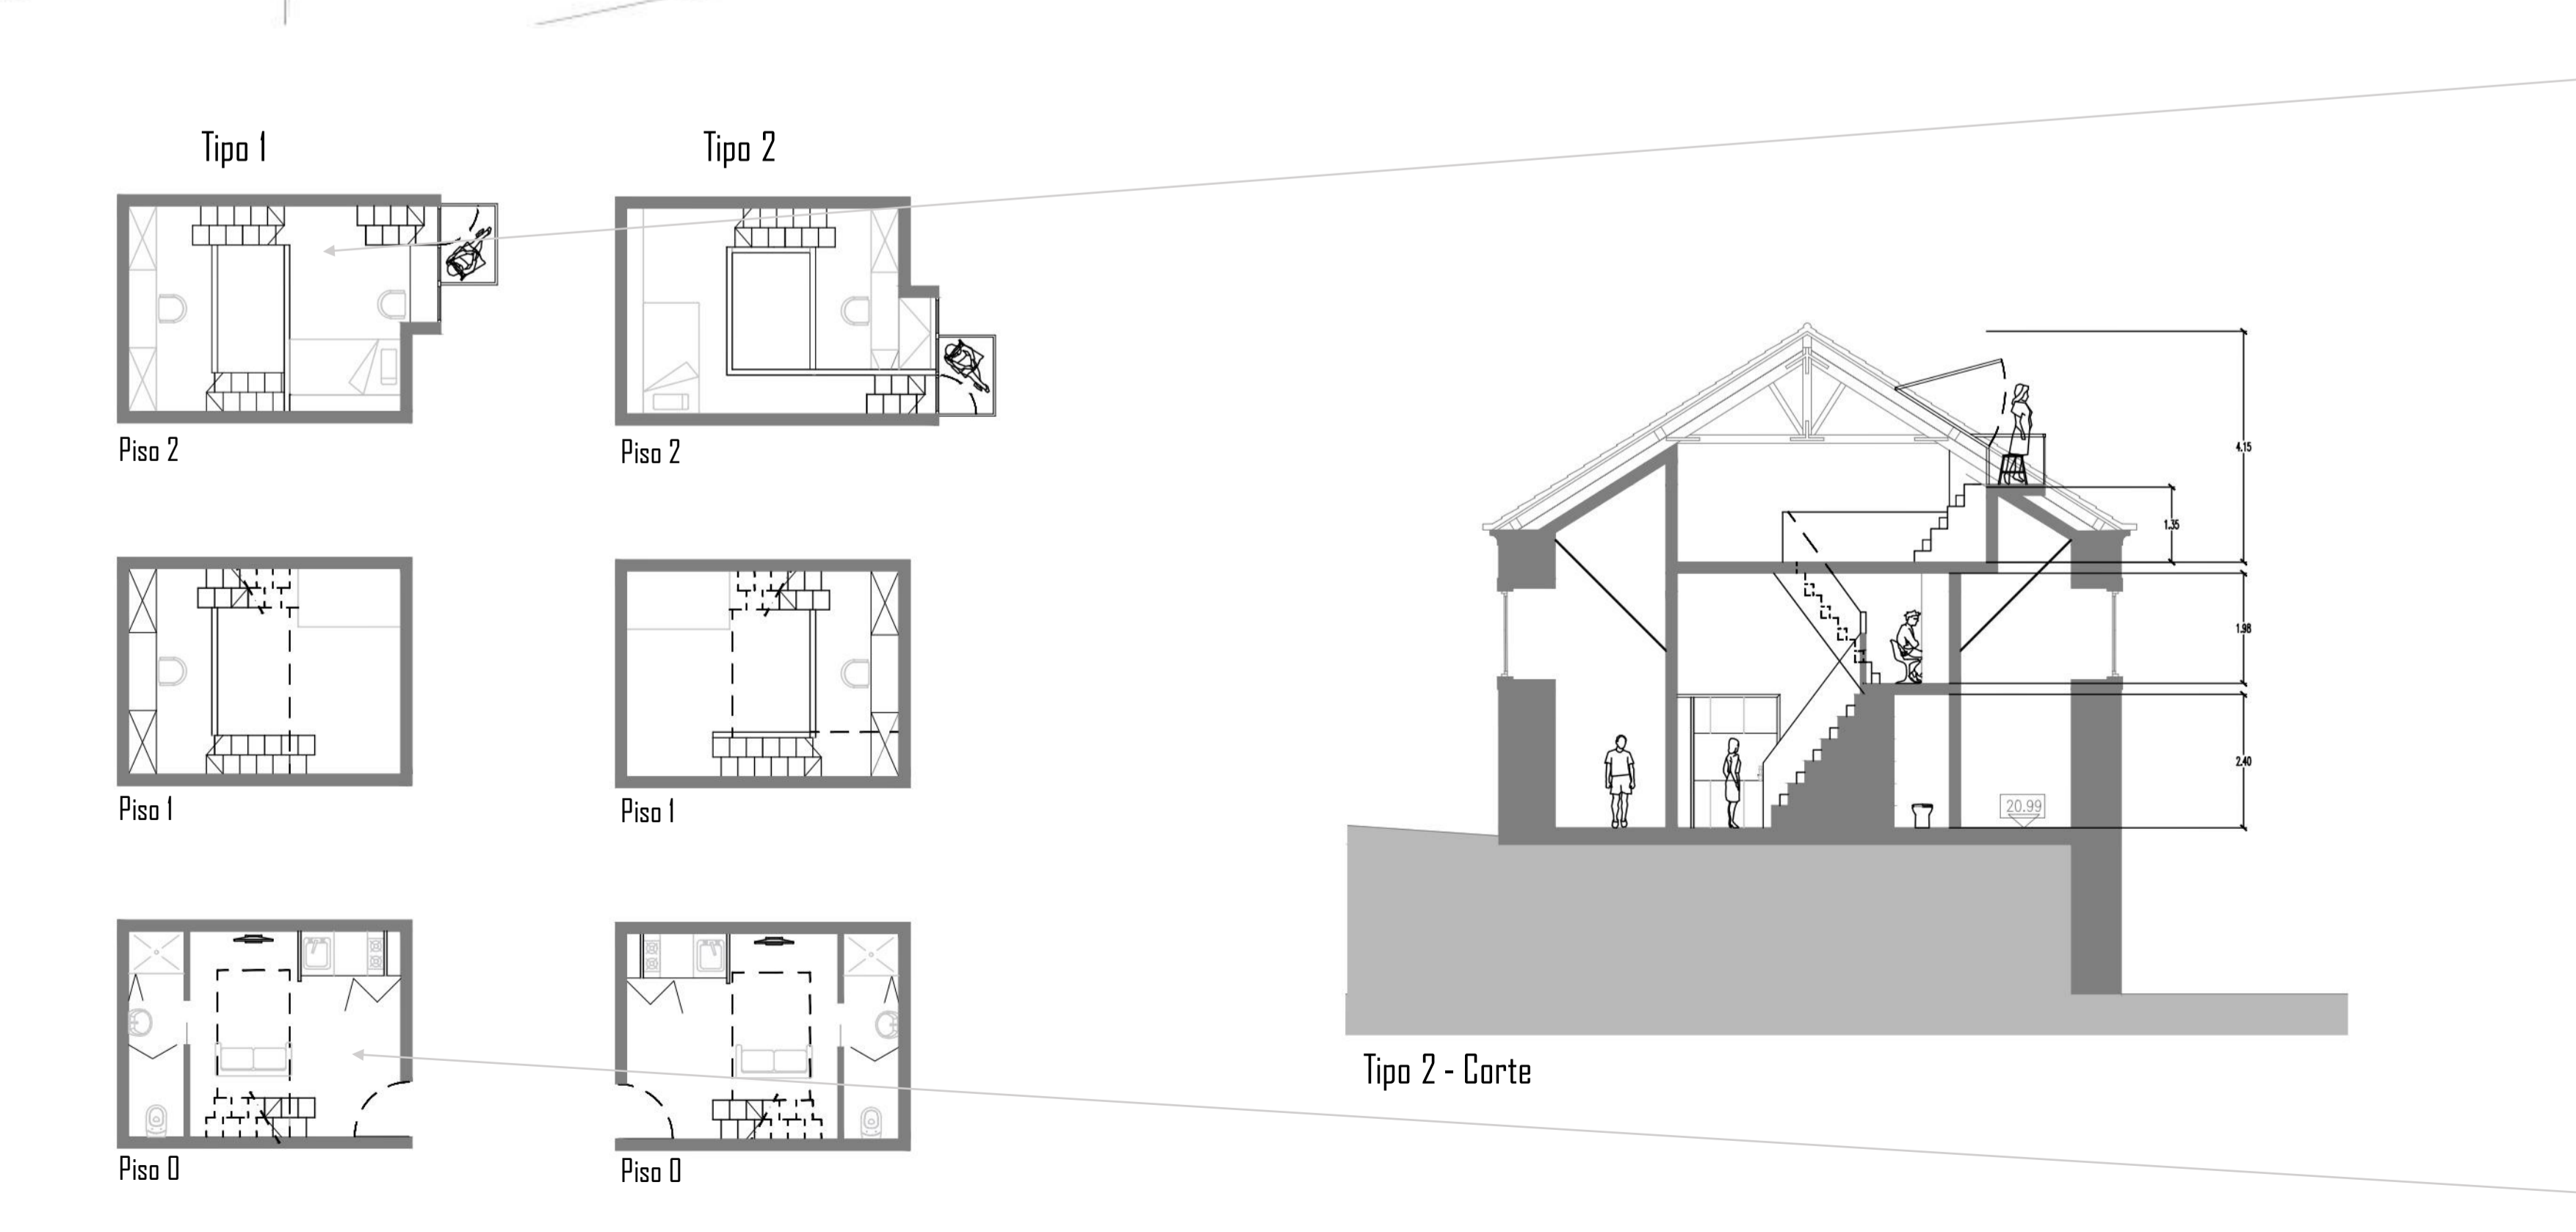 Tipo 1
Tipo 2
Piso 2
Piso 2
Piso 1
Piso 1
Piso 0
Piso 0
4.15
1.35
1.98
2.40
20.99
Tipo 2 - Corte